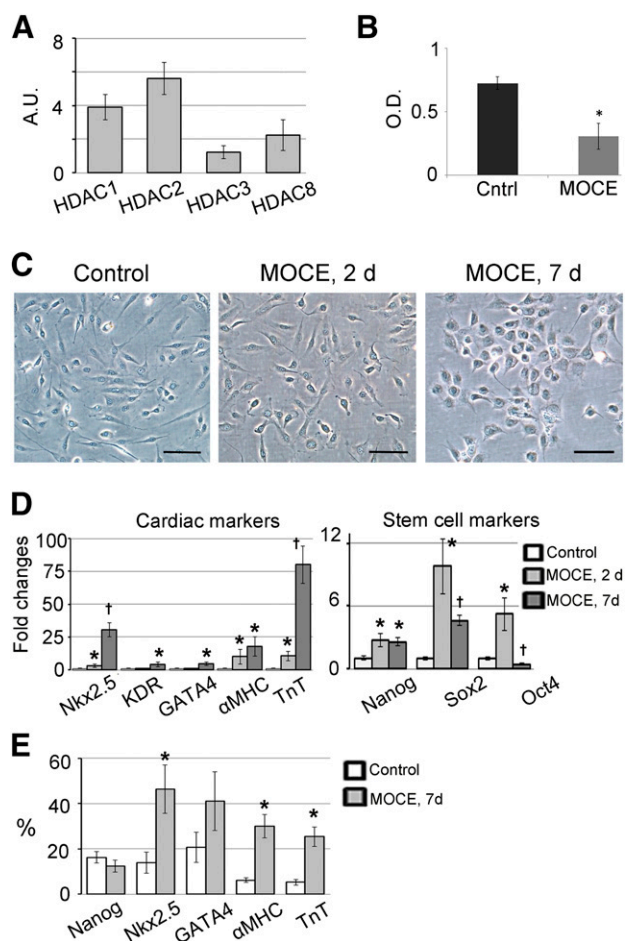 A
8
4
0
A.U.
HDAC1
HDAC2
HDAC3
HDAC8
B
1
0.5
0
O.D.
*
Cntrl
MOCE
C
Control
MOCE, 2 d
MOCE, 7 d
D
Cardiac markers
Fold changes
100
75
50
25
0
* † * * * * * †
Nkx2.5
KDR
GATA4
αMHC
TnT
Stem cell markers
12
6
0
* * * † * †
Nanog
Sox2
Oct4
Control
MOCE, 2 d
MOCE, 7d
E
%
60
40
20
0
* * *
Nanog
Nkx2.5
GATA4
αMHC
TnT
Control
MOCE, 7d